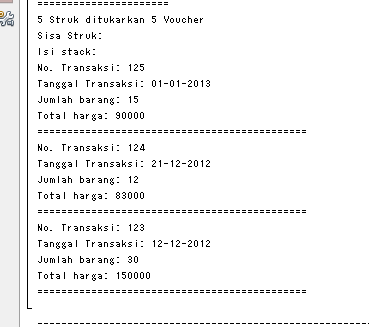 =====================
5 Struk ditukarkan 5 Voucher
Sisa Struk:
Isi stack:
No. Transaksi: 125
Tanggal Transaksi: 01-01-2013
Jumlah barang: 15
Total harga: 90000
===========================================
No. Transaksi: 124
Tanggal Transaksi: 21-12-2012
Jumlah barang: 12
Total harga: 83000
===========================================
No. Transaksi: 123
Tanggal Transaksi: 12-12-2012
Jumlah barang: 30
Total harga: 150000
===========================================